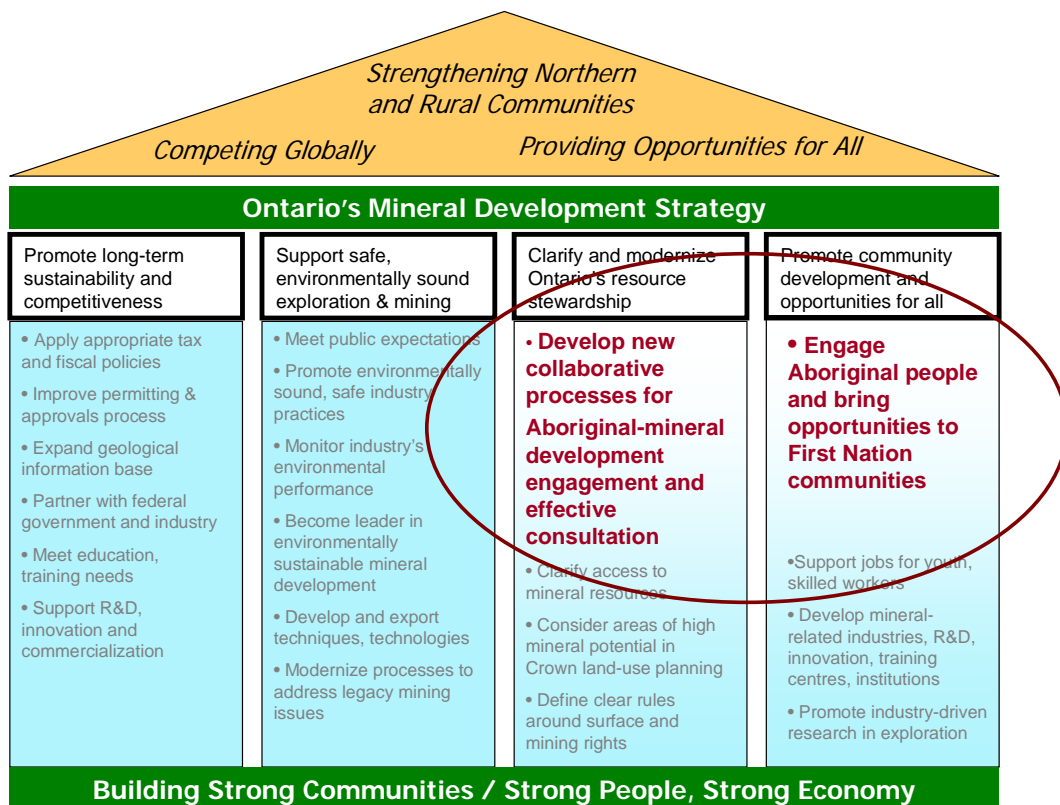 Strengthening Northern
and Rural Communities
Competing Globally
Providing Opportunities for All
Ontario's Mineral Development Strategy
Promote long-term
sustainability and
competitiveness
• Apply appropriate tax
and fiscal policies
• Improve permitting &
approvals process
• Expand geological
information base
• Partner with federal
government and industry
• Meet education,
training needs
• Support R&D,
innovation and
commercialization
Support safe,
environmentally sound
exploration & mining
• Meet public expectations
• Promote environmentally
sound, safe industry
practices
• Monitor industry's
environmental
performance
• Become leader in
environmentally
sustainable mineral
development
• Develop and export
techniques, technologies
• Modernize processes to
address legacy mining
issues
Clarify and modernize
Ontario's resource
stewardship
• Develop new
collaborative
processes for
Aboriginal-mineral
development
engagement and
effective
consultation
• Clarify access to
mineral resources
• Consider areas of high
mineral potential in
Crown land-use planning
• Define clear rules
around surface and
mining rights
Promote community
development and
opportunities for all
• Engage
Aboriginal people
and bring
opportunities to
First Nation
communities
•Support jobs for youth,
skilled workers
• Develop mineral-
related industries, R&D,
innovation, training
centres, institutions
• Promote industry-driven
research in exploration
Building Strong Communities / Strong People, Strong Economy